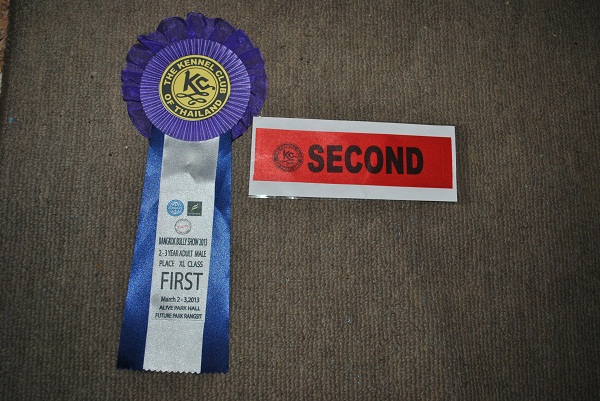 THE KENNEL CLUB
KC
OF THAILAND
BANGKOK BULLY SHOW 2013
2 - 3 YEAR ADULT MALE
PLACE XL CLASS
FIRST
March 2 - 3,2013
ALIVE PARK HALL
FUTURE PARK RANGSIT
KC
SECOND